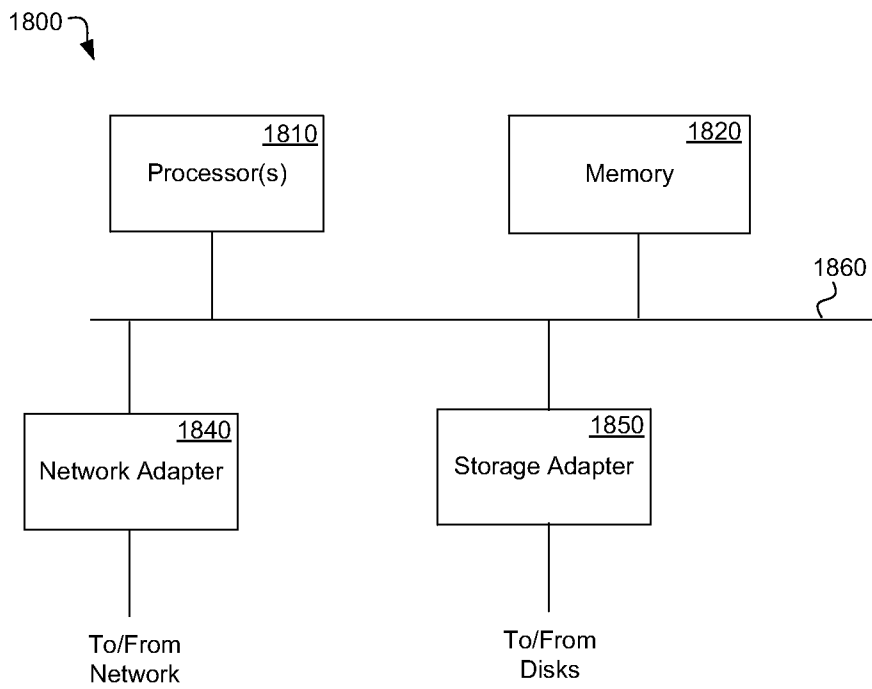 1800
1810
Processor(s)
1820
Memory
1860
1840
Network Adapter
1850
Storage Adapter
To/From
Network
To/From
Disks